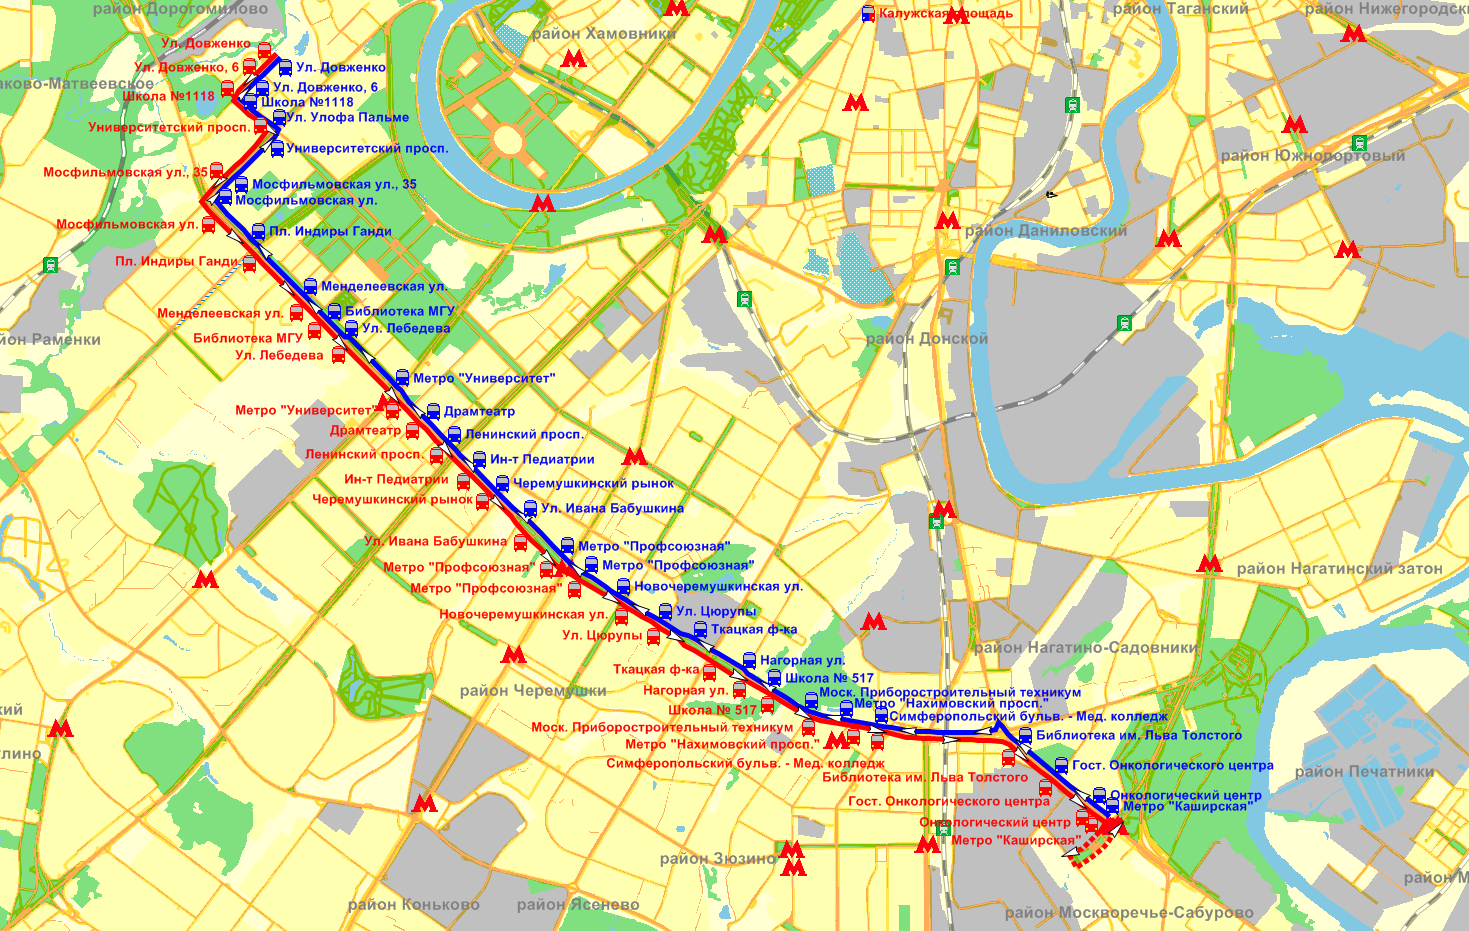 район Дорогомилово
Калужская площадь
район Таганский
район Нижегородски
район Хамовники
Ул. Довженко
Ул. Довженко, 6
Ул. Довженко
аково-Матвеевское
Ул. Довженко, 6
Школа №1118
Школа №1118
Ул. Улофа Пальме
Университетский просп.
Университетский просп.
район Южнопортовый
Мосфильмовская ул., 35
Мосфильмовская ул., 35
Мосфильмовская ул.
Мосфильмовская ул.
Пл. Индиры Ганди
район Даниловский
Пл. Индиры Ганди
Менделеевская ул.
Менделеевская ул.
Библиотека МГУ
Ул. Лебедева
Библиотека МГУ
йон Раменки
район Донской
Ул. Лебедева
Метро "Университет"
Метро "Университет"
Драмтеатр
Драмтеатр
Ленинский просп.
Ленинский просп.
Ин-т Педиатрии
Ин-т Педиатрии
Черемушкинский рынок
Черемушкинский рынок
Ул. Ивана Бабушкина
Ул. Ивана Бабушкина
Метро "Профсоюзная"
Метро "Профсоюзная"
Метро "Профсоюзная"
район Нагатинский затон
Метро "Профсоюзная"
Новочеремушкинская ул.
Новочеремушкинская ул.
Ул. Цюрупы
Ул. Цюрупы
Ткацкая ф-ка
район Нагатино-Садовники
Нагорная ул.
Ткацкая ф-ка
Школа № 517
район Черемушки
Нагорная ул.
Моск. Приборостроительный техникум
Метро "Нахимовский просп."
Школа № 517
кий
Симферопольский бульв. - Мед. колледж
Моск. Приборостроительный техникум
Библиотека им. Льва Толстого
Метро "Нахимовский просп."
улино
Симферопольский бульв. - Мед. колледж
Гост. Онкологического центра
район Печатники
Библиотека им. Льва Толстого
Онкологический центр
Гост. Онкологического центра
Метро "Каширская"
Онкологический центр
Метро "Каширская"
район Зюзино
район М
район Коньково
район Ясенево
район Москворечье-Сабурово